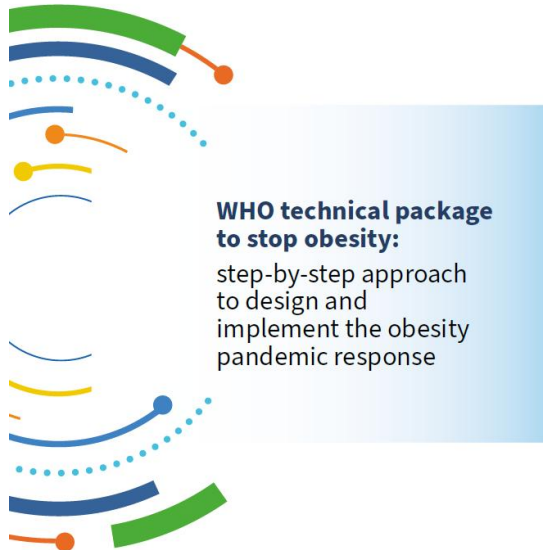 WHO technical package
to stop obesity:
step-by-step approach
to design and
implement the obesity
pandemic response